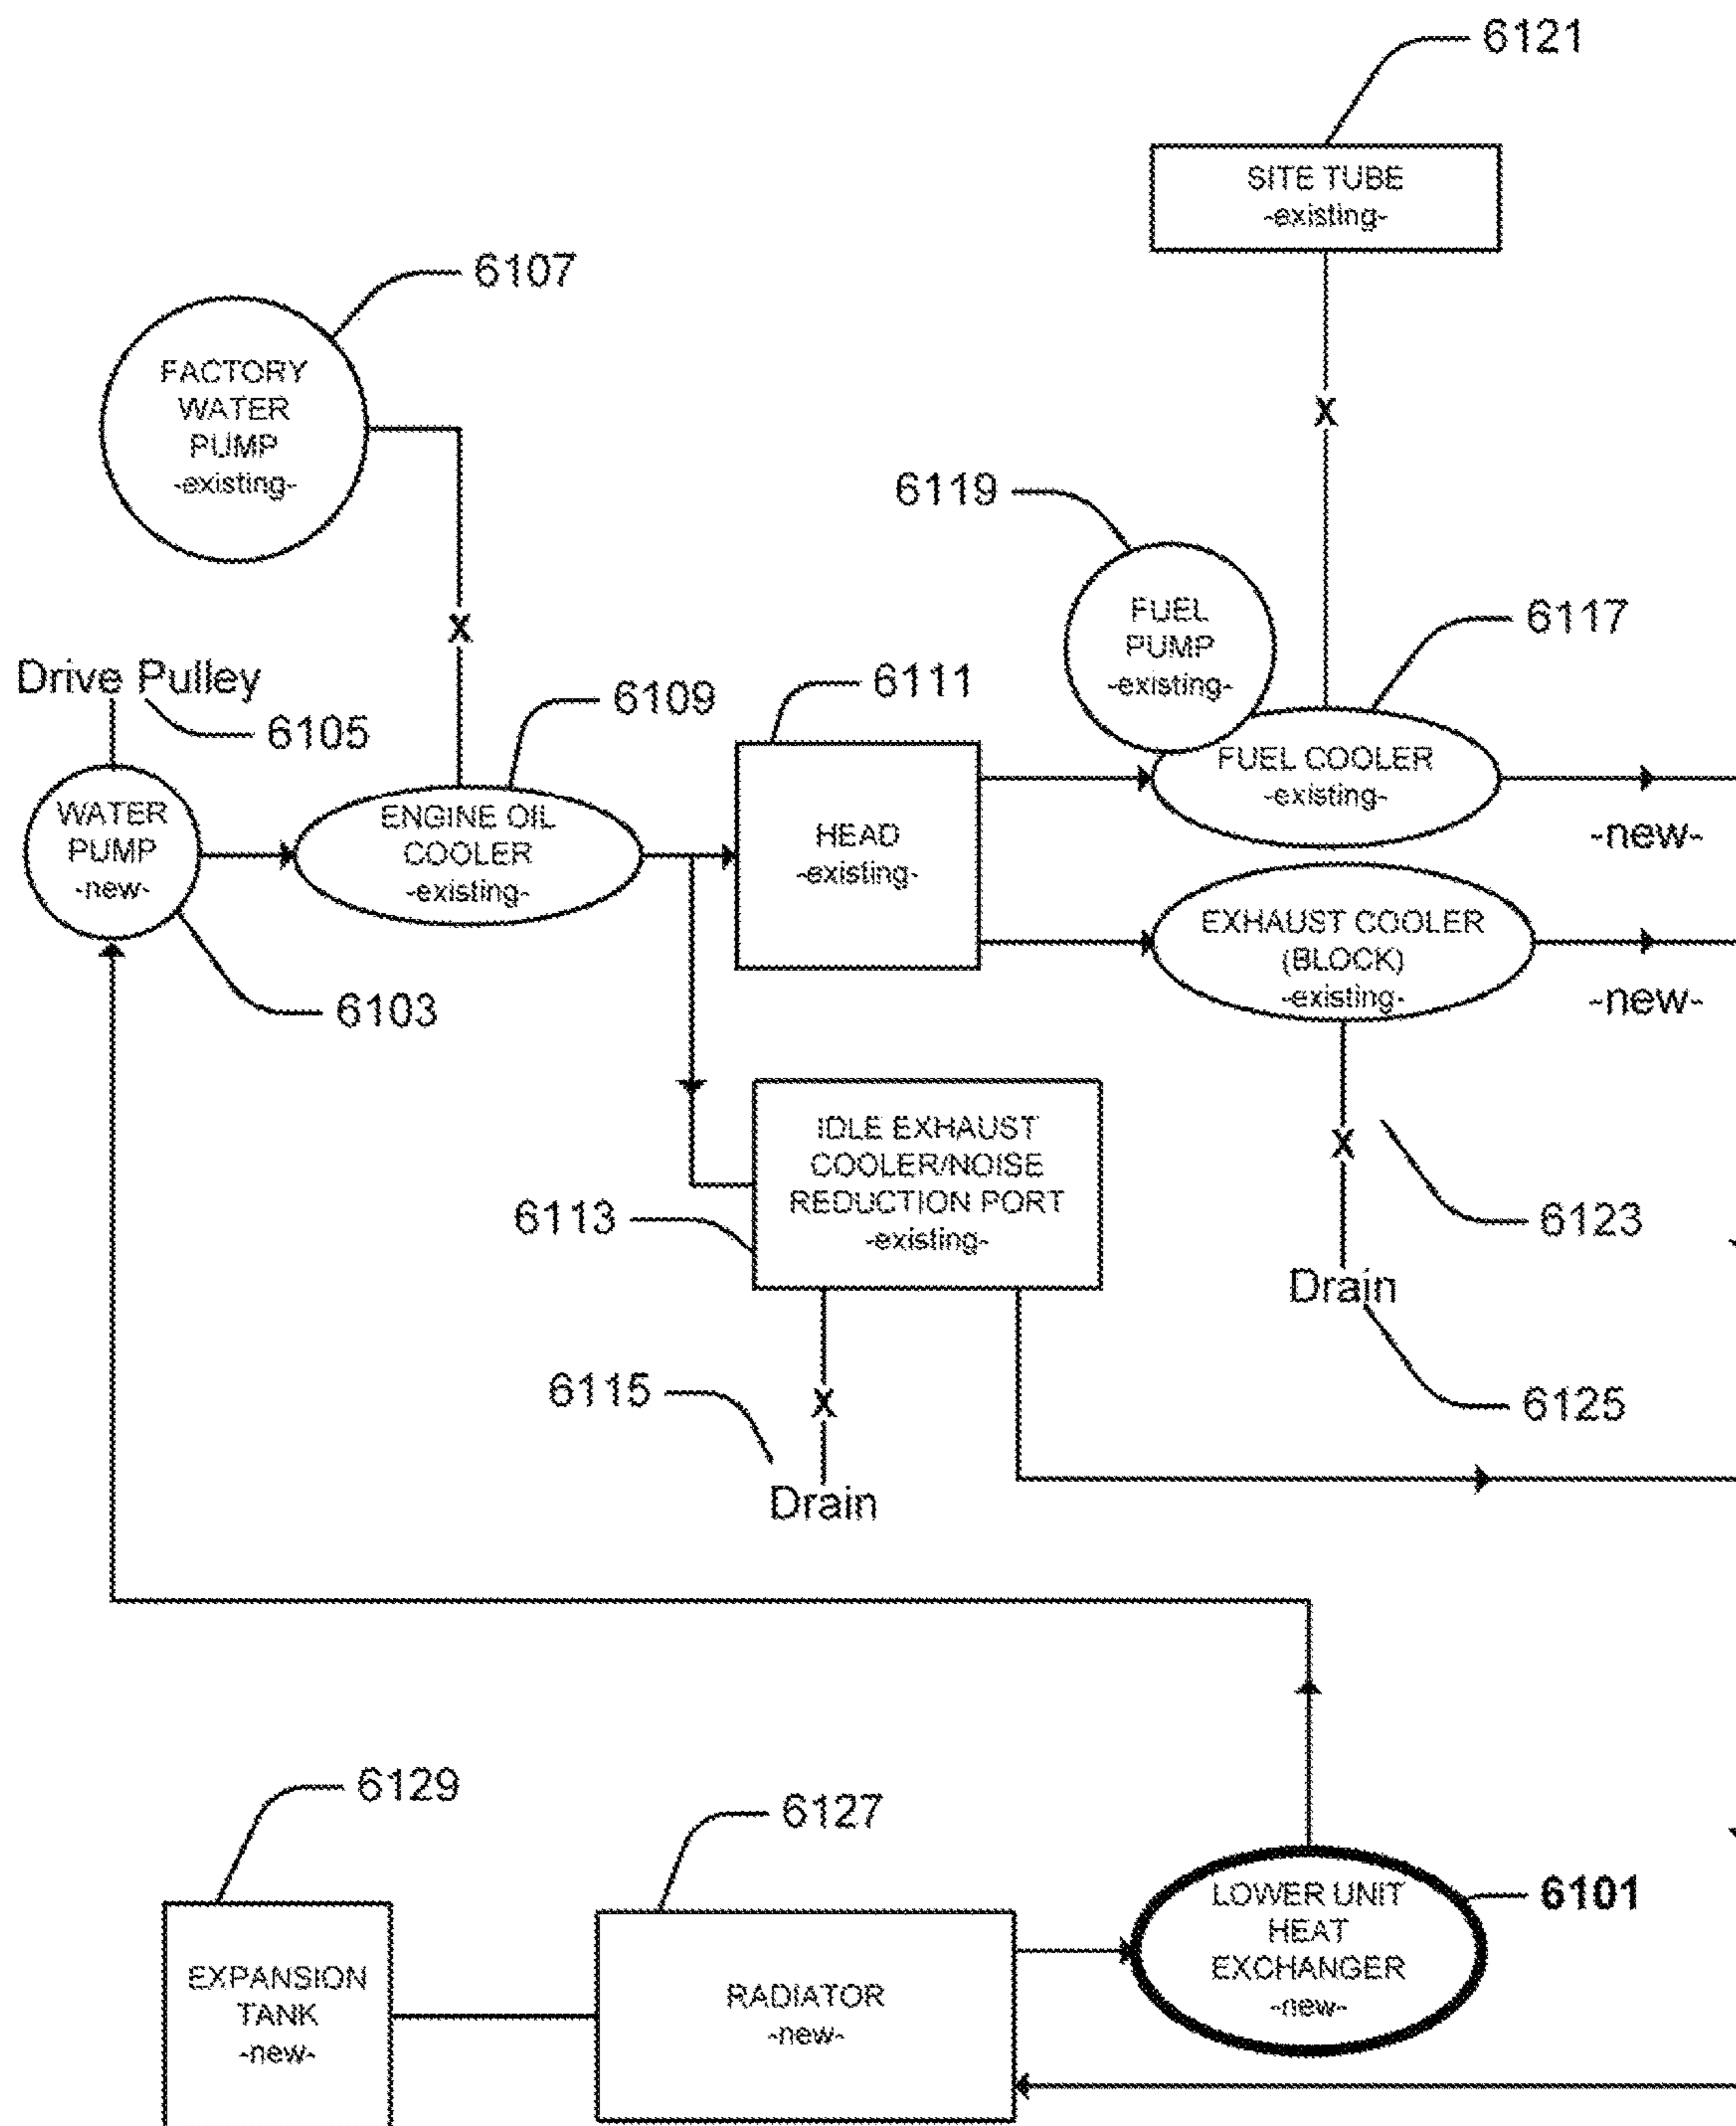 6121
SITE TUBE
-existing-
6107
FACTORY
WATER
PUMP
-existing-
6119
FUEL
PUMP
-existing-
6117
Drive Pulley
6105
6109
6111
FUEL COOLER
-existing-
-new-
WATER
PUMP
-new-
ENGINE OIL
COOLER
-existing-
HEAD
-existing-
EXHAUST COOLER
(BLOCK)
-existing-
-new-
6103
X
X
IDLE EXHAUST
COOLER/NOISE
REDUCTION PORT
-existing-
6113
X
6123
Drain
6125
6115
X
Drain
6129
6127
LOWER UNIT
HEAT
EXCHANGER
-new-
6101
EXPANSION
TANK
-new-
RADIATOR
-new-